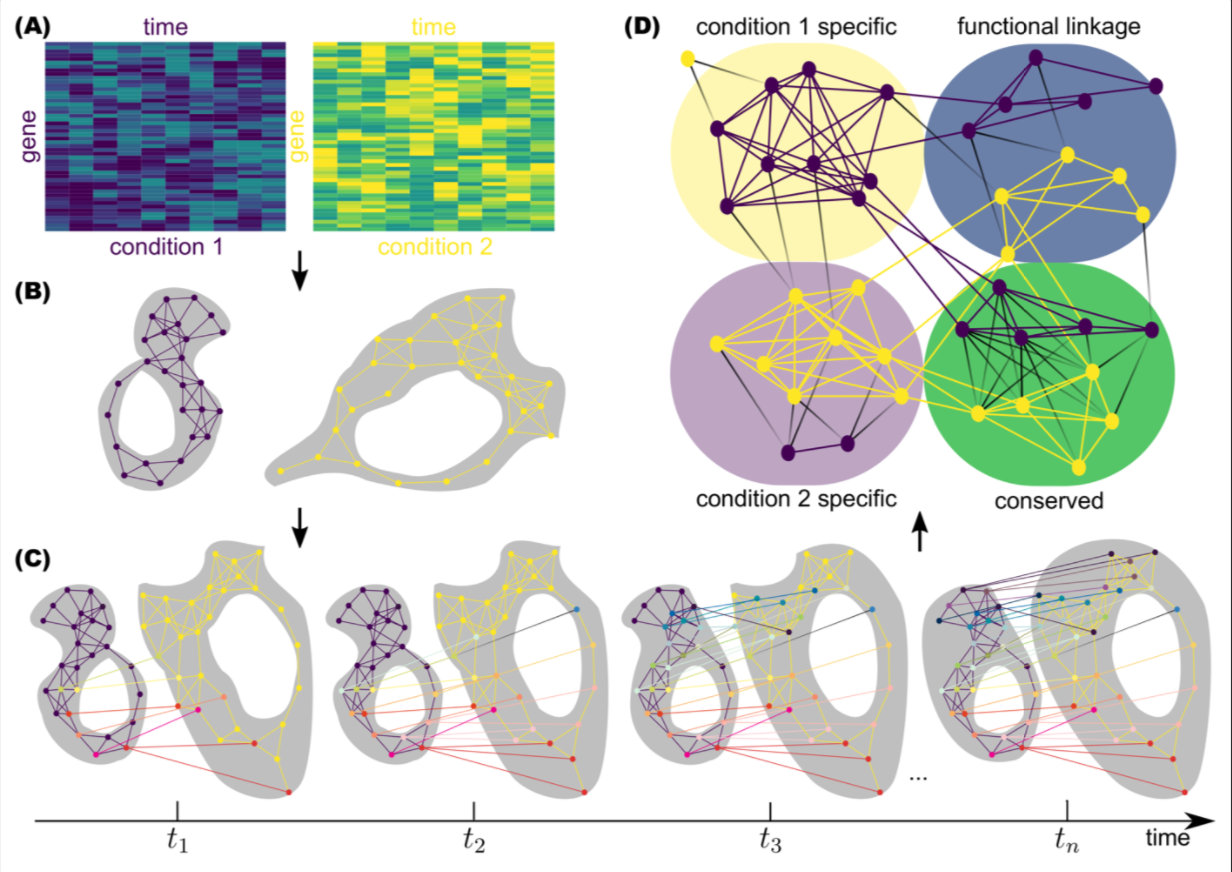 (A)
time
time
gene
gene
condition 1
condition 2
(B)
(C)
(D)
condition 1 specific
functional linkage
condition 2 specific
conserved
...
t1
t2
t3
tn
time